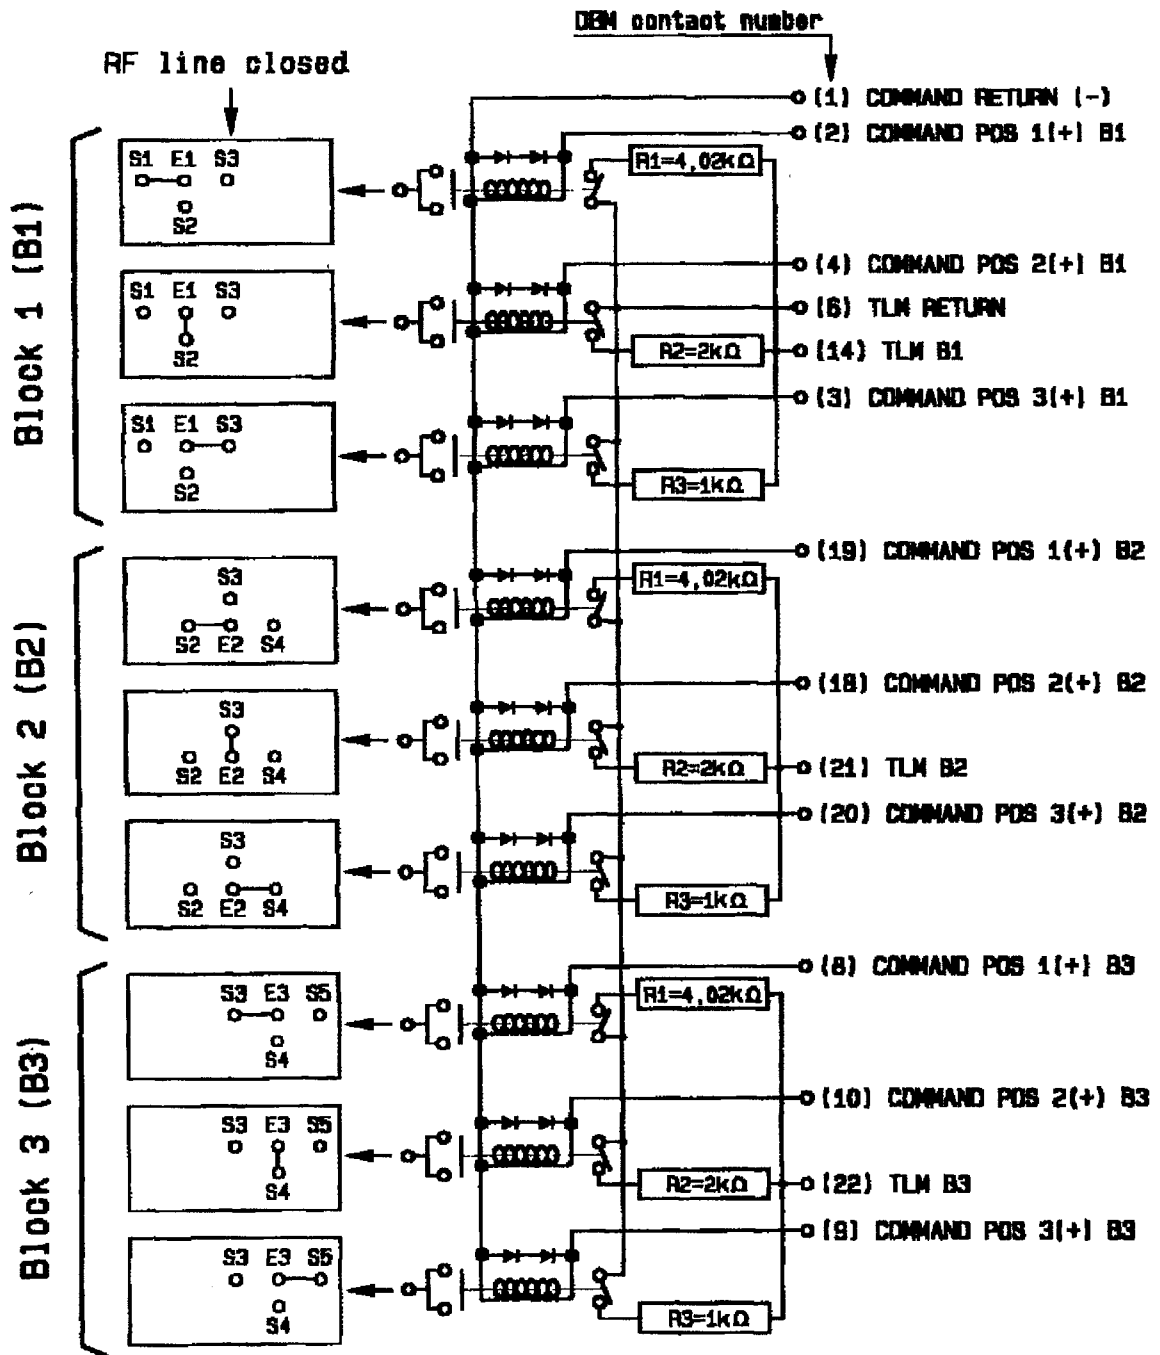 DBM contact number
RF line closed
(1) COMMAND RETURN (-)
(2) COMMAND POS 1(+) B1
Block 1 (B1)
S1 E1 S3
S2
R1=4,02kΩ
(4) COMMAND POS 2(+) B1
S1 E1 S3
S2
(6) TLM RETURN
R2=2kΩ
(14) TLM B1
(3) COMMAND POS 3(+) B1
S1 E1 S3
S2
R3=1kΩ
Block 2 (B2)
(19) COMMAND POS 1(+) B2
S3
S2 E2 S4
R1=4,02kΩ
(18) COMMAND POS 2(+) B2
S3
S2 E2 S4
R2=2kΩ
(21) TLM B2
(20) COMMAND POS 3(+) B2
S3
S2 E2 S4
R3=1kΩ
Block 3 (B3)
(8) COMMAND POS 1(+) B3
S3 E3 S5
S4
R1=4,02kΩ
(10) COMMAND POS 2(+) B3
S3 E3 S5
S4
R2=2kΩ
(22) TLM B3
(9) COMMAND POS 3(+) B3
S3 E3 S5
S4
R3=1kΩ